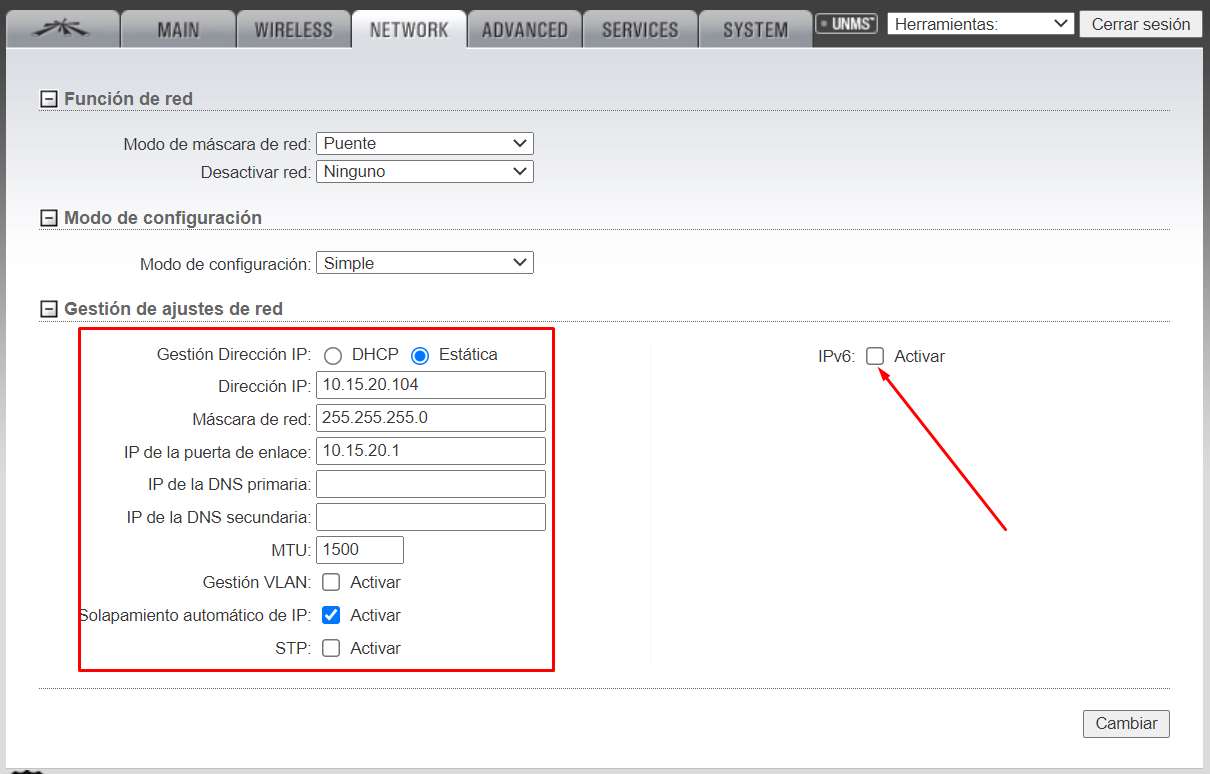 MAIN WIRELESS NETWORK ADVANCED SERVICES SYSTEM UNMS™ Herramientas: Cerrar sesión
Función de red
Modo de máscara de red: Puente
Desactivar red: Ninguno
Modo de configuración
Modo de configuración: Simple
Gestión de ajustes de red
Gestión Dirección IP: DHCP Estática
IPv6: Activar
Dirección IP: 10.15.20.104
Máscara de red: 255.255.255.0
IP de la puerta de enlace: 10.15.20.1
IP de la DNS primaria:
IP de la DNS secundaria:
MTU: 1500
Gestión VLAN: Activar
Solapamiento automático de IP: Activar
STP: Activar
Cambiar